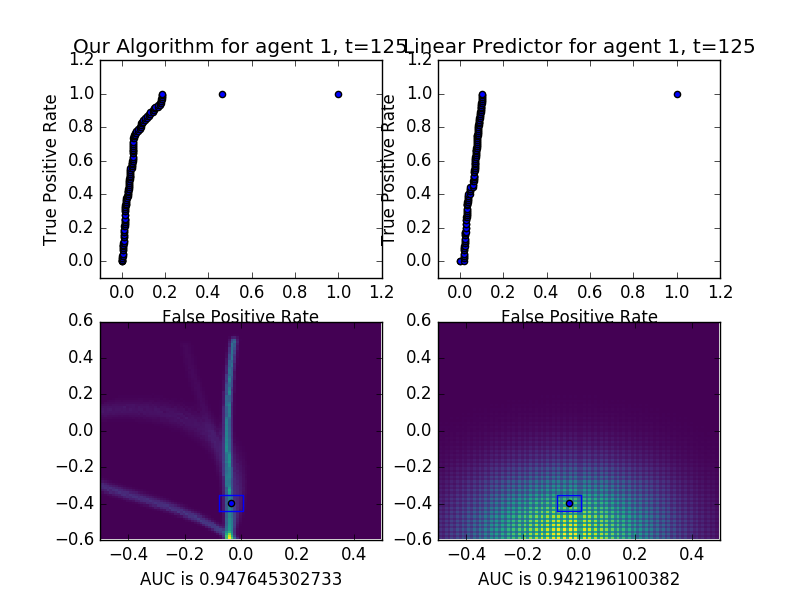 Our Algorithm for agent 1, t=125
Linear Predictor for agent 1, t=125
True Positive Rate
1.2
1.0
0.8
0.6
0.4
0.2
0.0
0.0 0.2 0.4 0.6 0.8 1.0 1.2
False Positive Rate
True Positive Rate
1.2
1.0
0.8
0.6
0.4
0.2
0.0
0.0 0.2 0.4 0.6 0.8 1.0 1.2
False Positive Rate
0.6
0.4
0.2
0.0
−0.2
−0.4
−0.6
−0.4 −0.2 0.0 0.2 0.4
AUC is 0.947645302733
0.6
0.4
0.2
0.0
−0.2
−0.4
−0.6
−0.4 −0.2 0.0 0.2 0.4
AUC is 0.942196100382